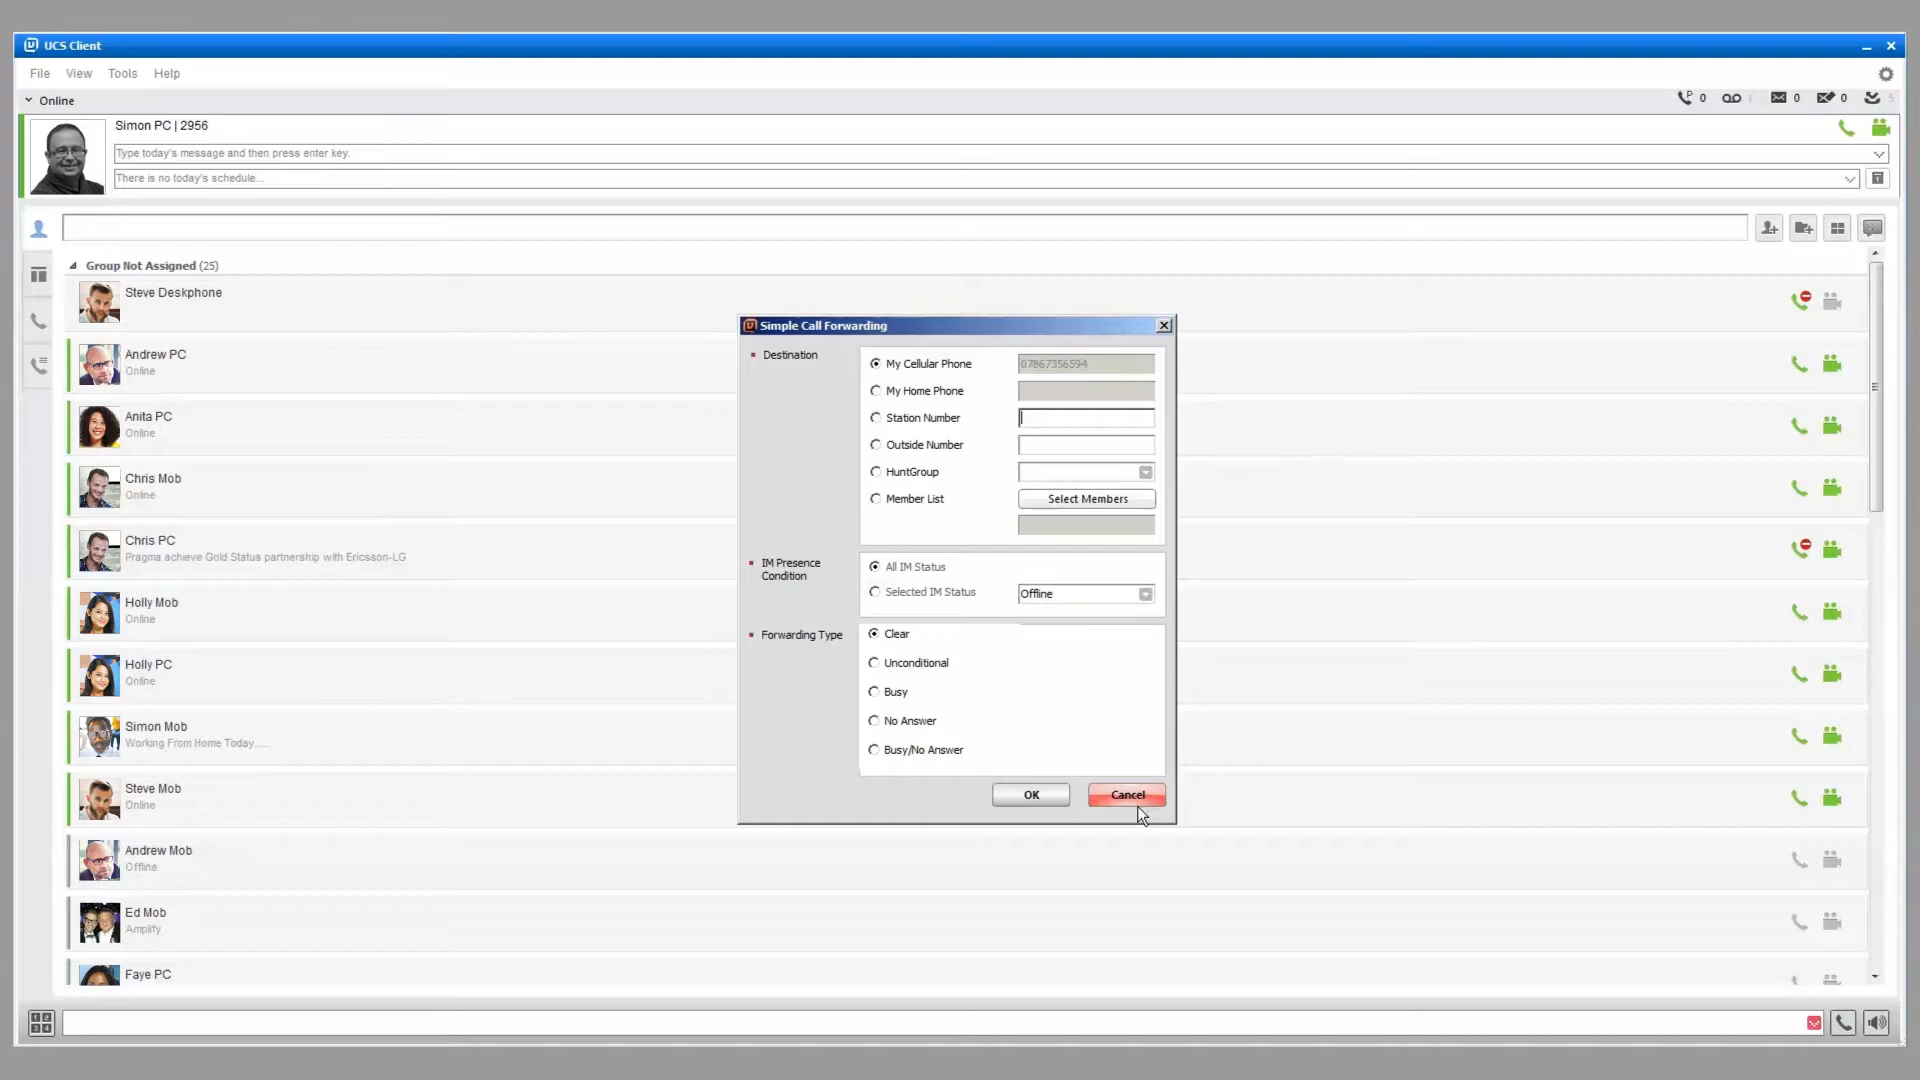 UCS Client
File View Tools Help
Online
0 0 0
Simon PC | 2956
Type today's message and then press enter key.
There is no today's schedule...
Group Not Assigned (25)
Steve Deskphone
Andrew PC
Online
Anita PC
Online
Chris Mob
Online
Chris PC
Pragma achieve Gold Status partnership with Ericsson-LG
Holly Mob
Online
Holly PC
Online
Simon Mob
Working From Home Today.....
Steve Mob
Online
Andrew Mob
Offline
Ed Mob
Amplify
Faye PC
Simple Call Forwarding
Destination
My Cellular Phone 07867356594
My Home Phone
Station Number
Outside Number
HuntGroup
Member List Select Members
IM Presence
Condition
All IM Status
Selected IM Status Offline
Forwarding Type
Clear
Unconditional
Busy
No Answer
Busy/No Answer
OK Cancel